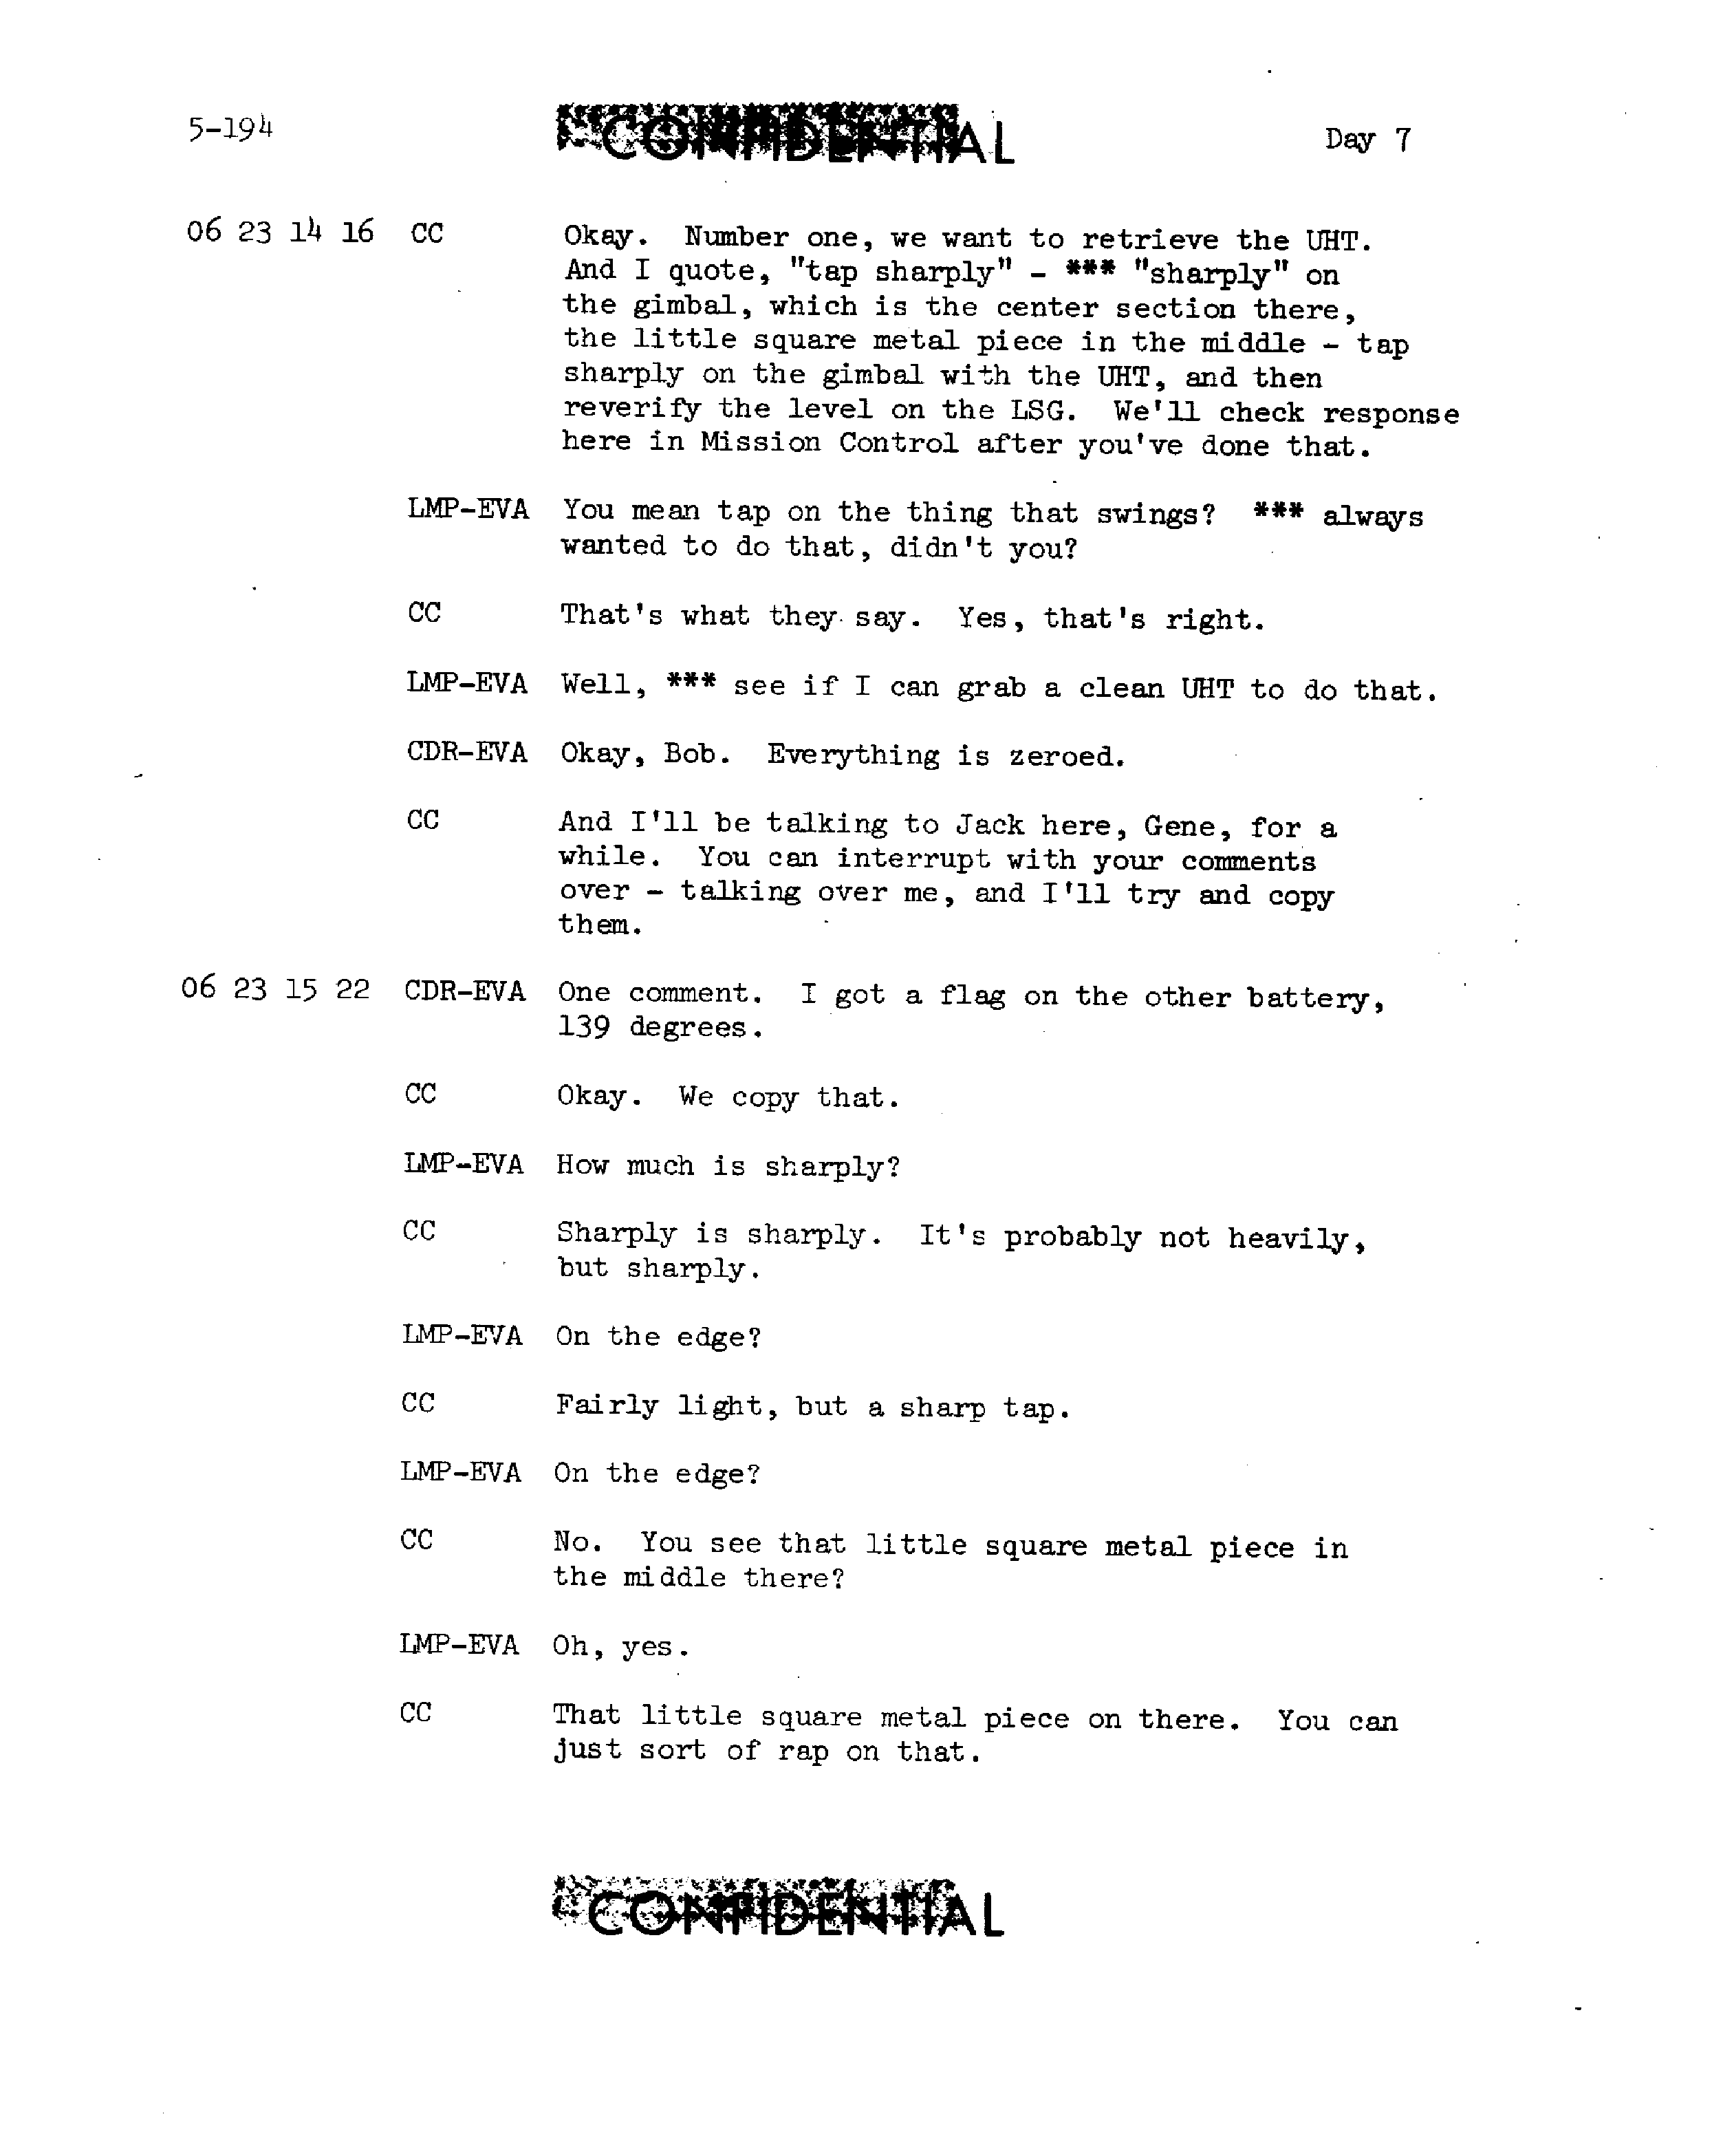 5-194
CONFIDENTIAL
Day 7
06 23 14 16 CC Okay. Number one, we want to retrieve the UHT.
And I quote, "tap sharply" - *** "sharply" on
the gimbal, which is the center section there,
the little square metal piece in the middle - tap
sharply on the gimbal with the UHT, and then
reverify the level on the LSG. We'll check response
here in Mission Control after you've done that.
LMP-EVA You mean tap on the thing that swings? *** always
wanted to do that, didn't you?
CC That's what they say. Yes, that's right.
LMP-EVA Well, *** see if I can grab a clean UHT to do that.
CDR-EVA Okay, Bob. Everything is zeroed.
CC And I'll be talking to Jack here, Gene, for a
while. You can interrupt with your comments
over - talking over me, and I'll try and copy
them.
06 23 15 22 CDR-EVA One comment. I got a flag on the other battery,
139 degrees.
CC Okay. We copy that.
LMP-EVA How much is sharply?
CC Sharply is sharply. It's probably not heavily,
but sharply.
LMP-EVA On the edge?
CC Fairly light, but a sharp tap.
LMP-EVA On the edge?
CC No. You see that little square metal piece in
the middle there?
LMP-EVA Oh, yes.
CC That little square metal piece on there. You can
just sort of rap on that.
CONFIDENTIAL